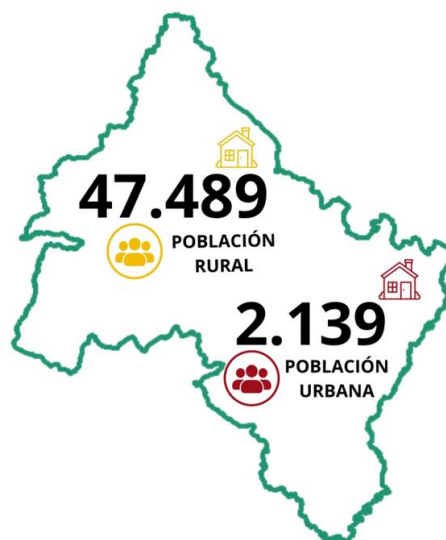 47.489
POBLACIÓN
RURAL
2.139
POBLACIÓN
URBANA